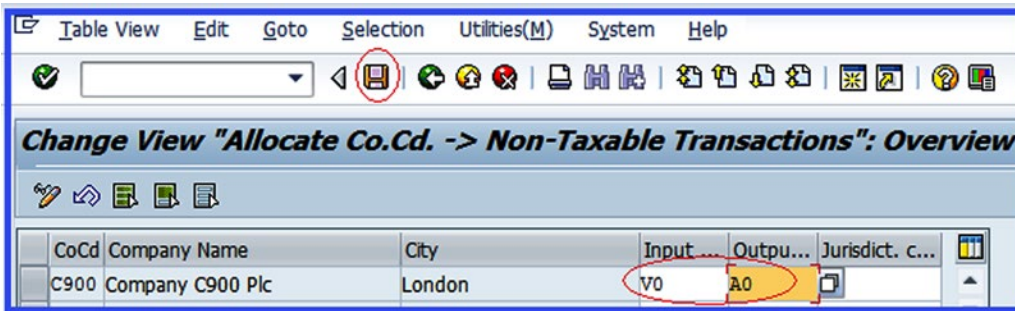 Table View Edit Goto Selection Utilities(M) System Help
Change View "Allocate Co.Cd. -> Non-Taxable Transactions": Overview
CoCd Company Name City Input ... Outpu... Jurisdict. c...
C900 Company C900 Plc London V0 A0